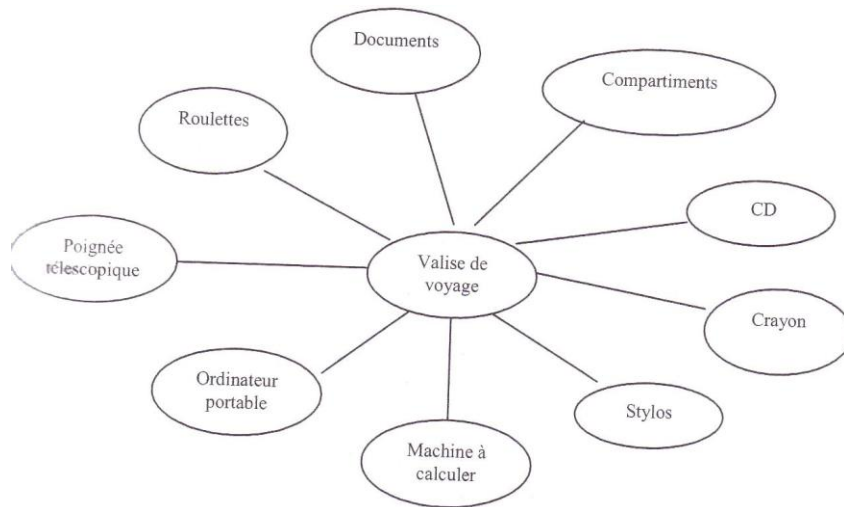 Documents
Compartiments
Roulettes
CD
Poignée
télescopique
Valise de
voyage
Crayon
Ordinateur
portable
Stylos
Machine à
calculer